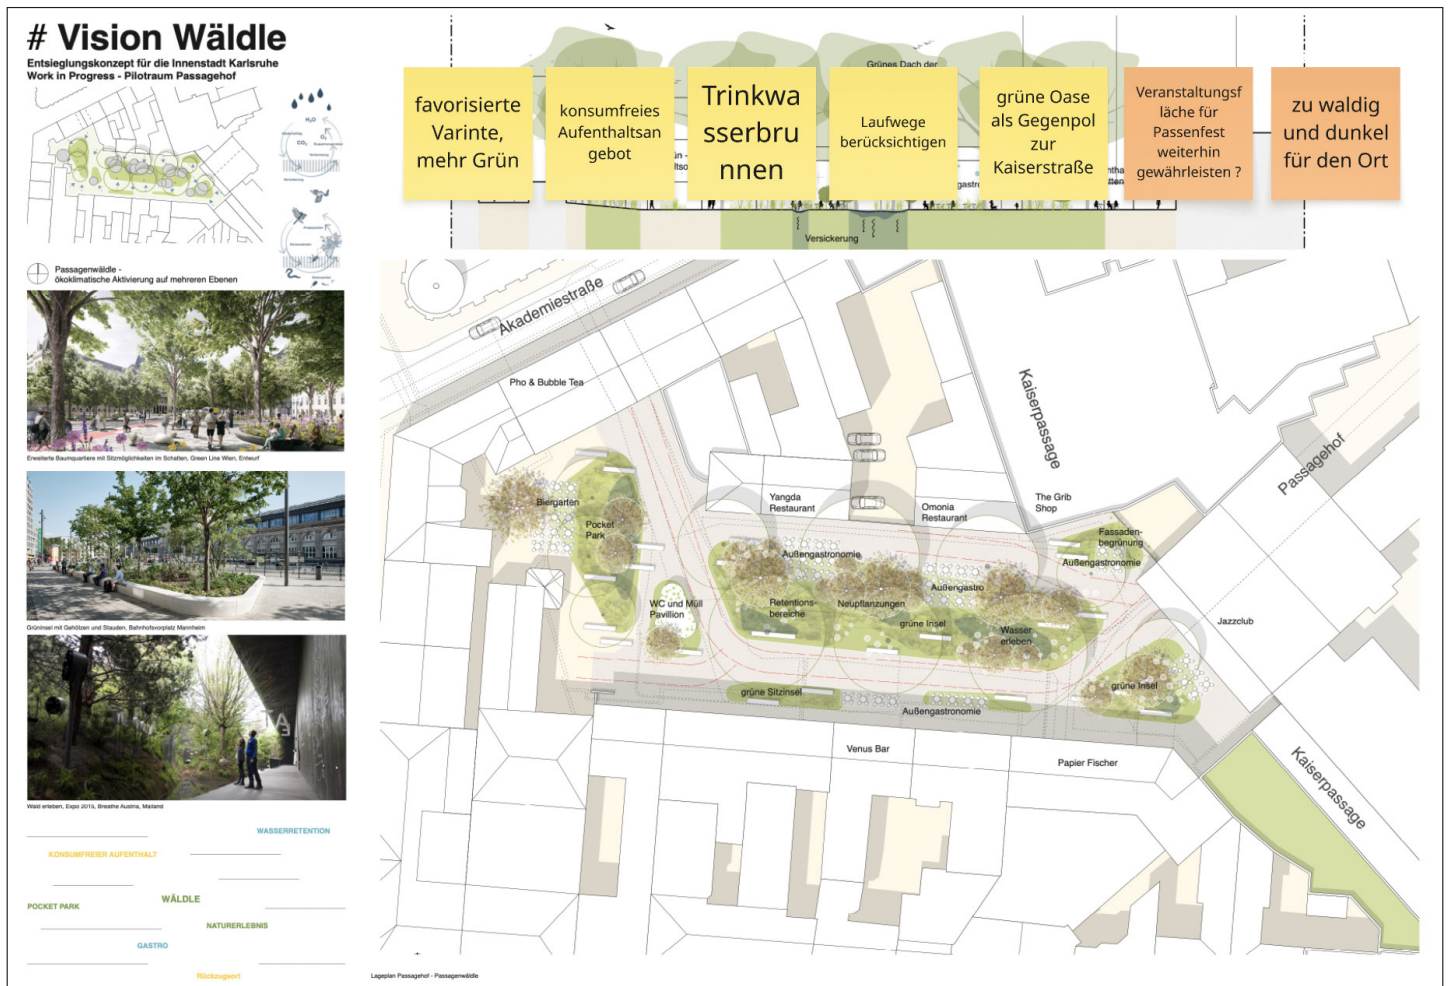 # Vision Wäldle
Entsieglungskonzept für die Innenstadt Karlsruhe
Work in Progress - Pilotraum Passagehof
H₂O
O₂
CO₂
Passagenwäldle -
ökoklimatische Aktivierung auf mehreren Ebenen
Erweiterte Baumquartiere mit Sitzmöglichkeiten im Schatten, Green Line Wien, Entwurf
Grüninsel mit Gehölzen und Stauden, Bahnhofsvorplatz Mannheim
Wald erleben, Expo 2015, Breathe Austria, Mailand
WASSERRETENTION
KONSUMFREIER AUFENTHALT
WÄLDLE
POCKET PARK
NATURERLEBNIS
GASTRO
Rückzugsort
Grünes Dach der
favorisierte
Varinte,
mehr Grün
konsumfreies
Aufenthaltsan
gebot
Trinkwa
sserbru
nnen
Laufwege
berücksichtigen
grüne Oase
als Gegenpol
zur
Kaiserstraße
Veranstaltungsf
läche für
Passenfest
weiterhin
gewährleisten ?
zu waldig
und dunkel
für den Ort
Versickerung
Akademiestraße
Pho & Bubble Tea
Kaiserpassage
Passagehof
Yangda
Restaurant
Omonia
Restaurant
The Grib
Shop
Biergarten
Pocket
Park
Fassaden-
begrünung
Außengastronomie
Außengastronomie
Außengastro
WC und Müll
Pavillion
Retentions-
bereiche
Neupflanzungen
grüne Insel
Wasser
erleben
Jazzclub
grüne Sitzinsel
grüne Insel
Außengastronomie
Venus Bar
Papier Fischer
Kaiserpassage
Lageplan Passagehof - Passagenwäldle